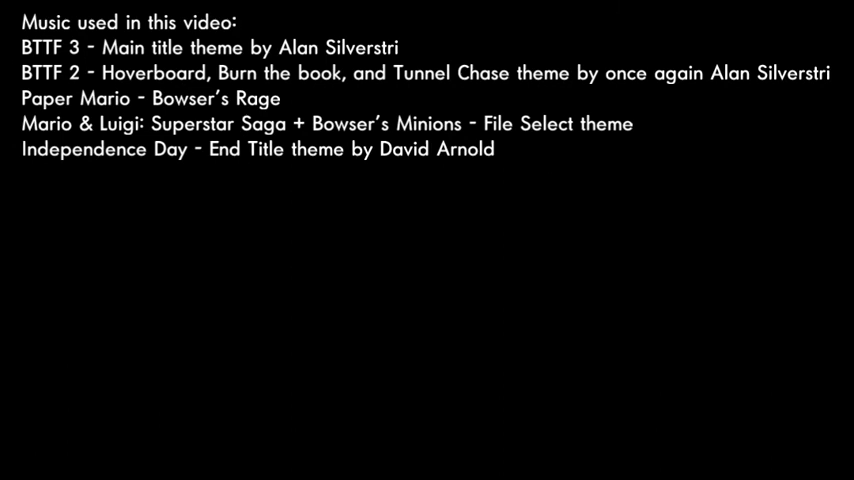 Music used in this video:
BTTF 3 - Main title theme by Alan Silverstri
BTTF 2 - Hoverboard, Burn the book, and Tunnel Chase theme by once again Alan Silverstri
Paper Mario - Bowser's Rage
Mario & Luigi: Superstar Saga + Bowser's Minions - File Select theme
Independence Day - End Title theme by David Arnold